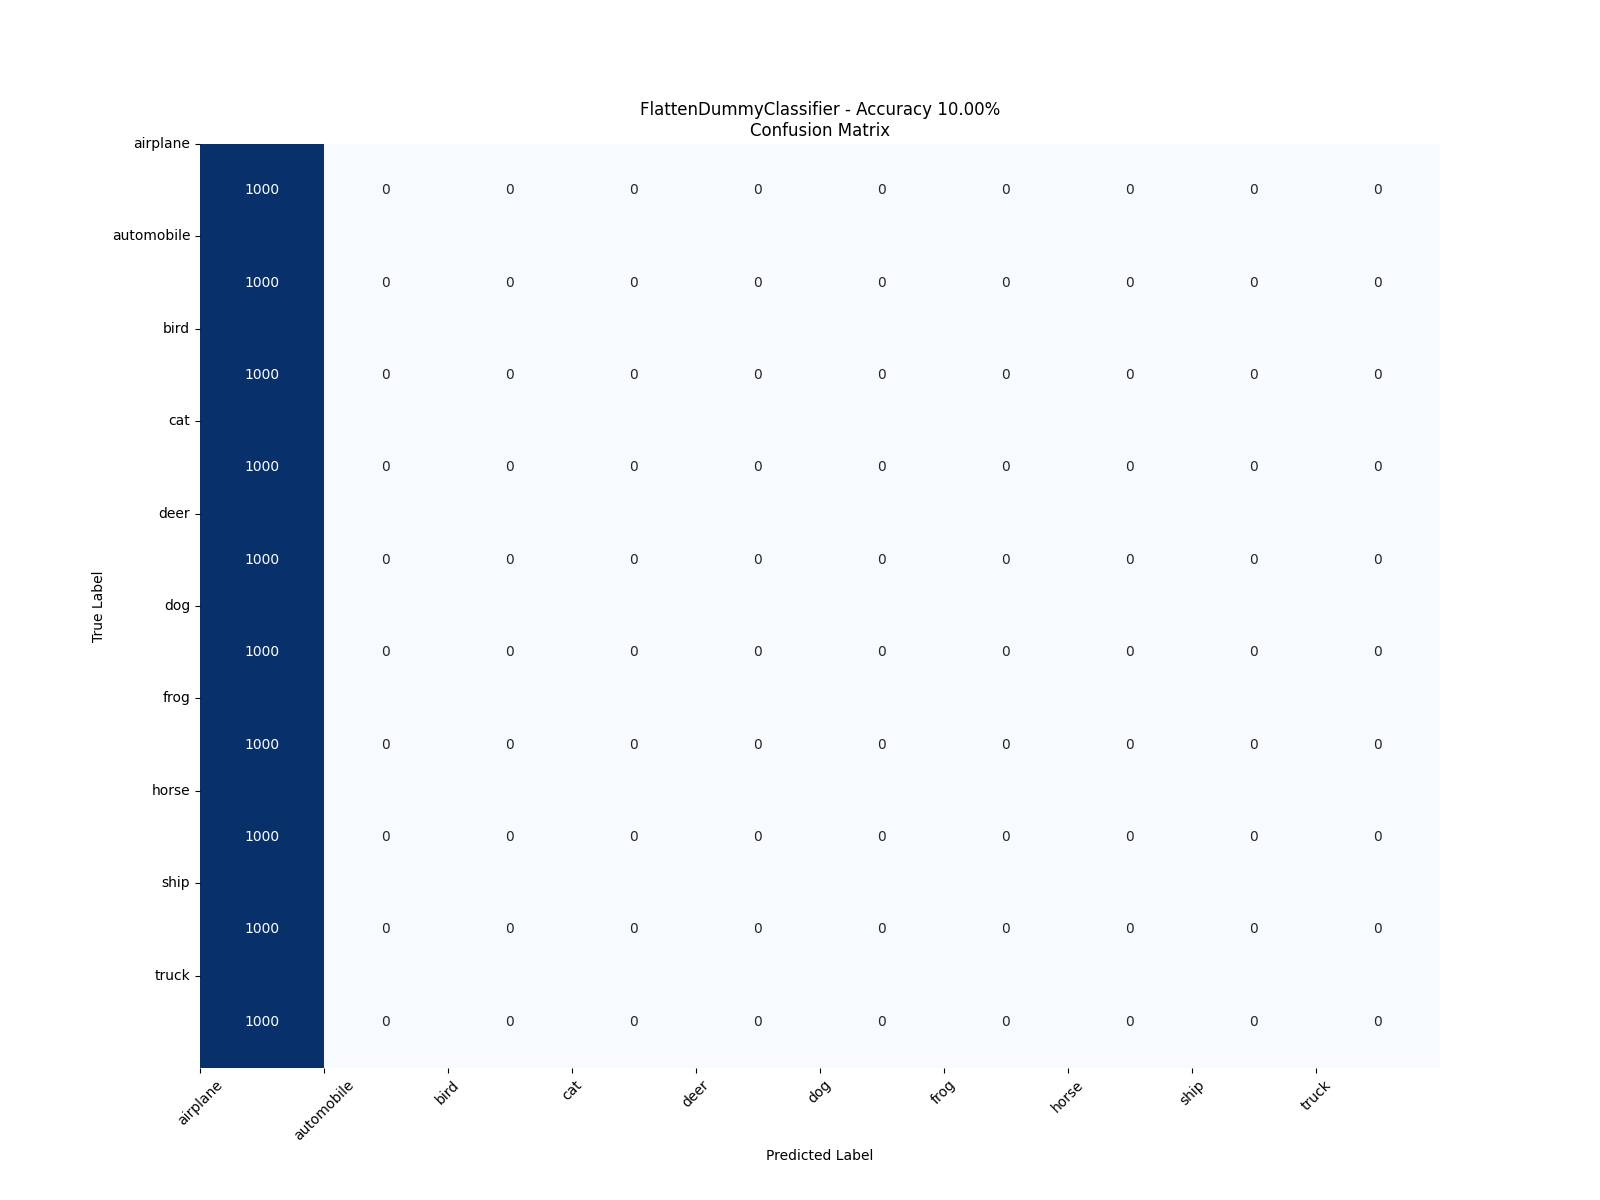 FlattenDummyClassifier - Accuracy 10.00%
Confusion Matrix
airplane
1000 0 0 0 0 0 0 0 0 0
automobile
1000 0 0 0 0 0 0 0 0 0
bird
1000 0 0 0 0 0 0 0 0 0
cat
1000 0 0 0 0 0 0 0 0 0
deer
1000 0 0 0 0 0 0 0 0 0
dog
1000 0 0 0 0 0 0 0 0 0
frog
1000 0 0 0 0 0 0 0 0 0
horse
1000 0 0 0 0 0 0 0 0 0
ship
1000 0 0 0 0 0 0 0 0 0
truck
1000 0 0 0 0 0 0 0 0 0
True Label
airplane automobile bird cat deer dog frog horse ship truck
Predicted Label